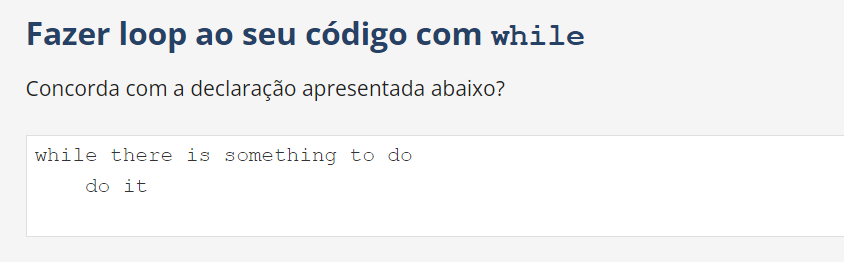 Fazer loop ao seu código com while
Concorda com a declaração apresentada abaixo?
while there is something to do
    do it